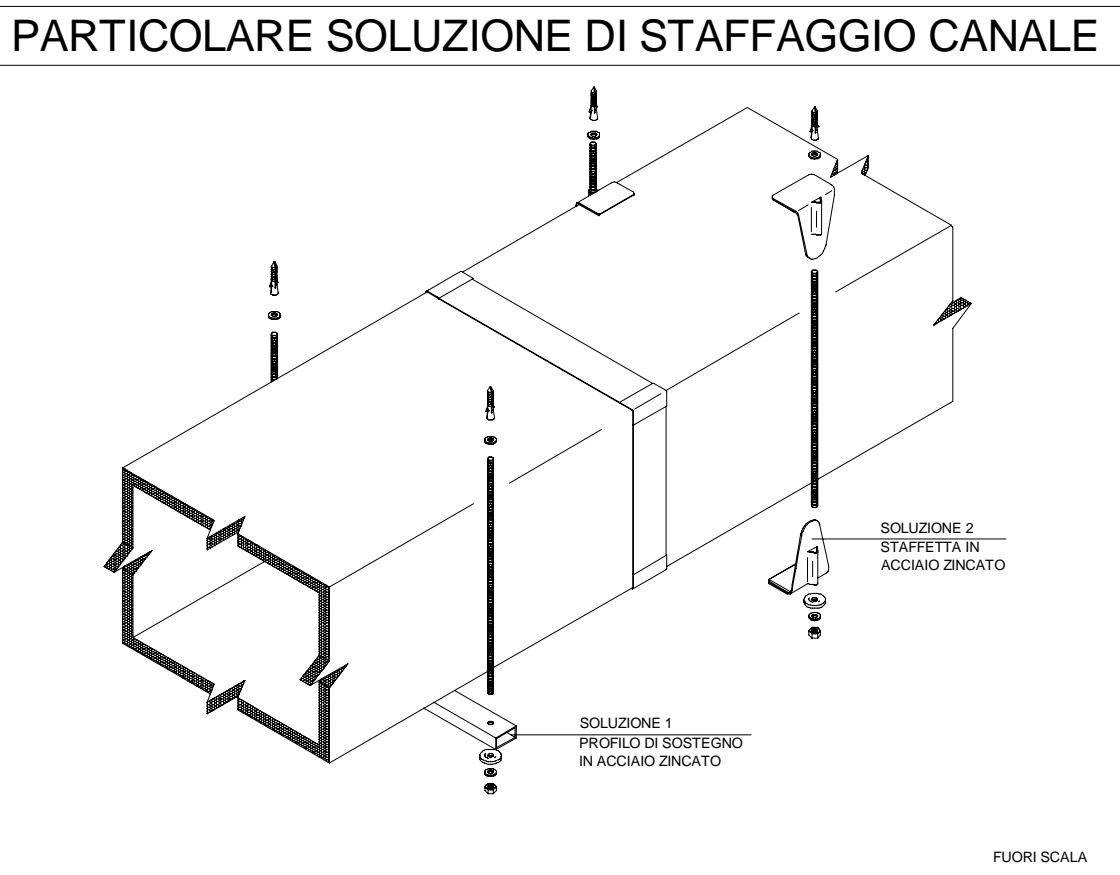 PARTICOLARE SOLUZIONE DI STAFFAGGIO CANALE
SOLUZIONE 2
STAFFETTA IN
ACCIAIO ZINCATO
SOLUZIONE 1
PROFILO DI SOSTEGNO
IN ACCIAIO ZINCATO
FUORI SCALA